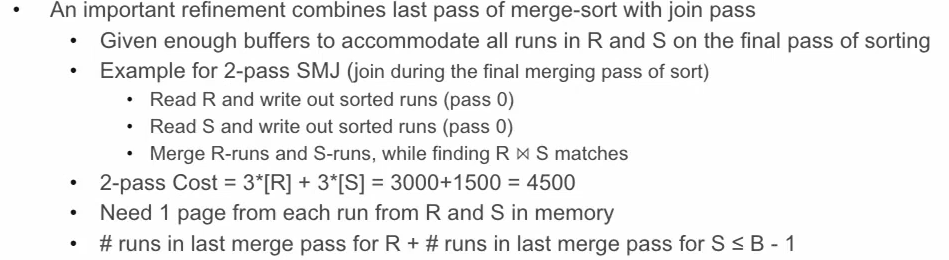 • An important refinement combines last pass of merge-sort with join pass
• Given enough buffers to accommodate all runs in R and S on the final pass of sorting
• Example for 2-pass SMJ (join during the final merging pass of sort)
• Read R and write out sorted runs (pass 0)
• Read S and write out sorted runs (pass 0)
• Merge R-runs and S-runs, while finding R ⋈ S matches
• 2-pass Cost = 3*[R] + 3*[S] = 3000+1500 = 4500
• Need 1 page from each run from R and S in memory
• # runs in last merge pass for R + # runs in last merge pass for S ≤ B - 1